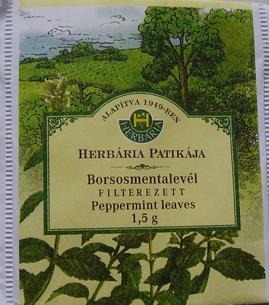 ALAPÍTVA 1949-BEN
HERBÁRIA
HERBÁRIA PATIKÁJA
Borsosmentalevél
FILTEREZETT
Peppermint leaves
1,5 g